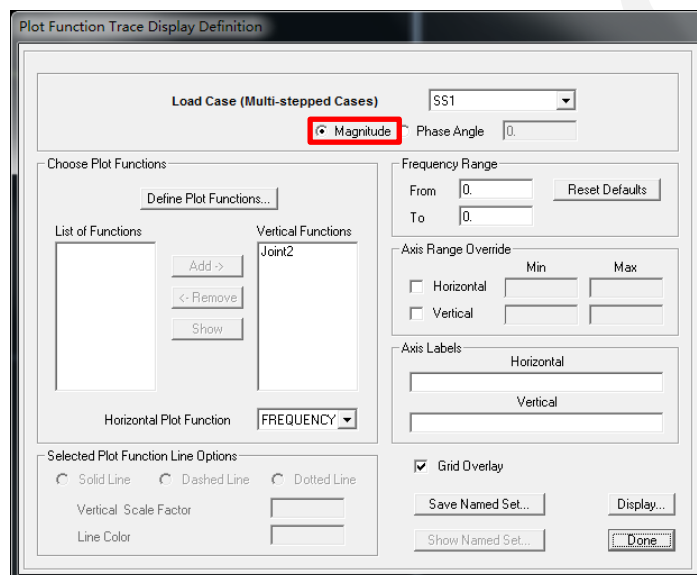 Plot Function Trace Display Definition
Load Case (Multi-stepped Cases) SS1
Magnitude Phase Angle 0.
Choose Plot Functions
Define Plot Functions...
List of Functions Vertical Functions
Joint2
Add ->
<- Remove
Show
Horizontal Plot Function FREQUENCY
Selected Plot Function Line Options
Solid Line Dashed Line Dotted Line
Vertical Scale Factor
Line Color
Frequency Range
From 0. Reset Defaults
To 0.
Axis Range Override
Min Max
Horizontal
Vertical
Axis Labels
Horizontal
Vertical
Grid Overlay
Save Named Set... Display...
Show Named Set... Done